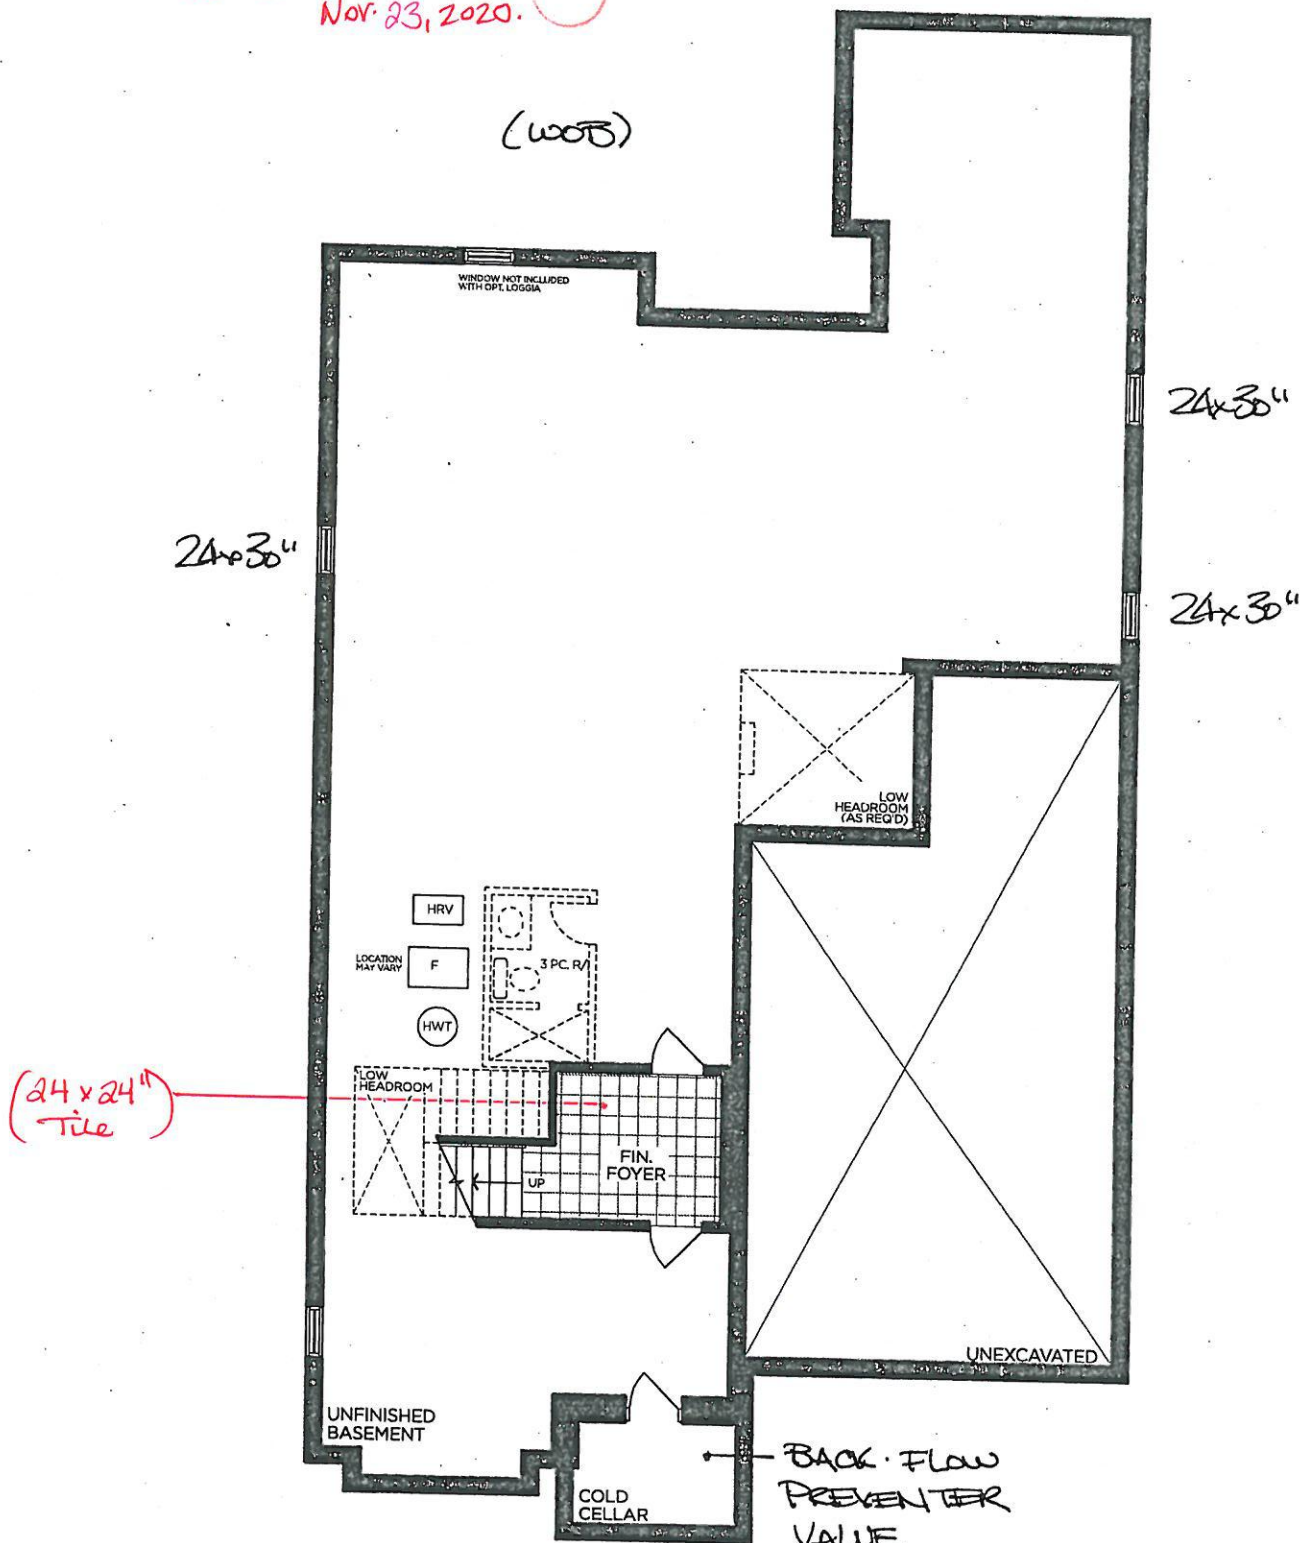 Nov. 23, 2020.
(WOB)
WINDOW NOT INCLUDED
WITH OPT. LOGGIA
24x30"
24x30"
24x30"
LOW
HEADROOM
(AS REQ'D)
HRV
LOCATION
MAY VARY
F
3 PC. R/
HWT
LOW
HEADROOM
(24 x 24"
Tile)
FIN.
FOYER
UP
UNEXCAVATED
UNFINISHED
BASEMENT
COLD
CELLAR
BACK. FLOW
PREVENTER
VALUE